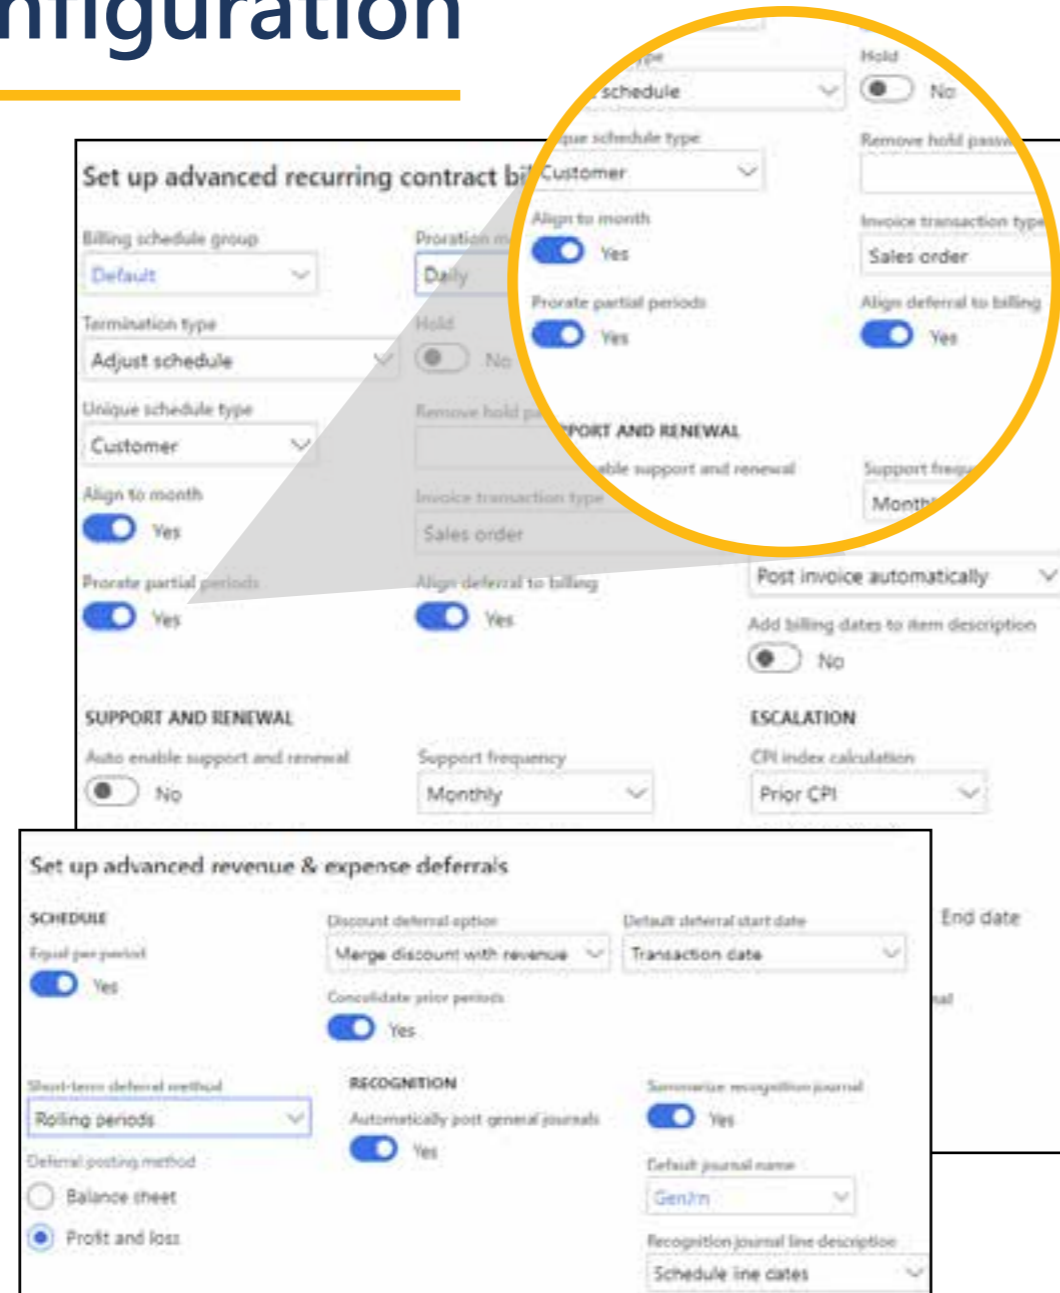 nfiguration
Set up advanced recurring contract bi
Billing schedule group
Default
Proration m
Daily
Termination type
Adjust schedule
Hold
No
Unique schedule type
Customer
Remove hold pa
Align to month
Yes
Invoice transaction type
Sales order
Prorate partial periods
Yes
Align deferral to billing
Yes
Post invoice automatically
Add billing dates to item description
No
SUPPORT AND RENEWAL
Auto enable support and renewal
No
Support frequency
Monthly
ESCALATION
CPI index calculation
Prior CPI
ype
schedule
Hold
No
que schedule type
Customer
Remove hold passw
Align to month
Yes
Invoice transaction type
Sales order
Prorate partial periods
Yes
Align deferral to billing
Yes
PORT AND RENEWAL
able support and renewal
Support frequ
Month
Set up advanced revenue & expense deferrals
SCHEDULE
Equal per period
Yes
Discount deferral option
Merge discount with revenue
Default deferral start date
Transaction date
End date
Consolidate prior periods
Yes
nal
Short-term deferral method
Rolling periods
RECOGNITION
Automatically post general journals
Yes
Summarize recognition journal
Yes
Deferral posting method
Balance sheet
Profit and loss
Default journal name
GenJrn
Recognition journal line description
Schedule line dates